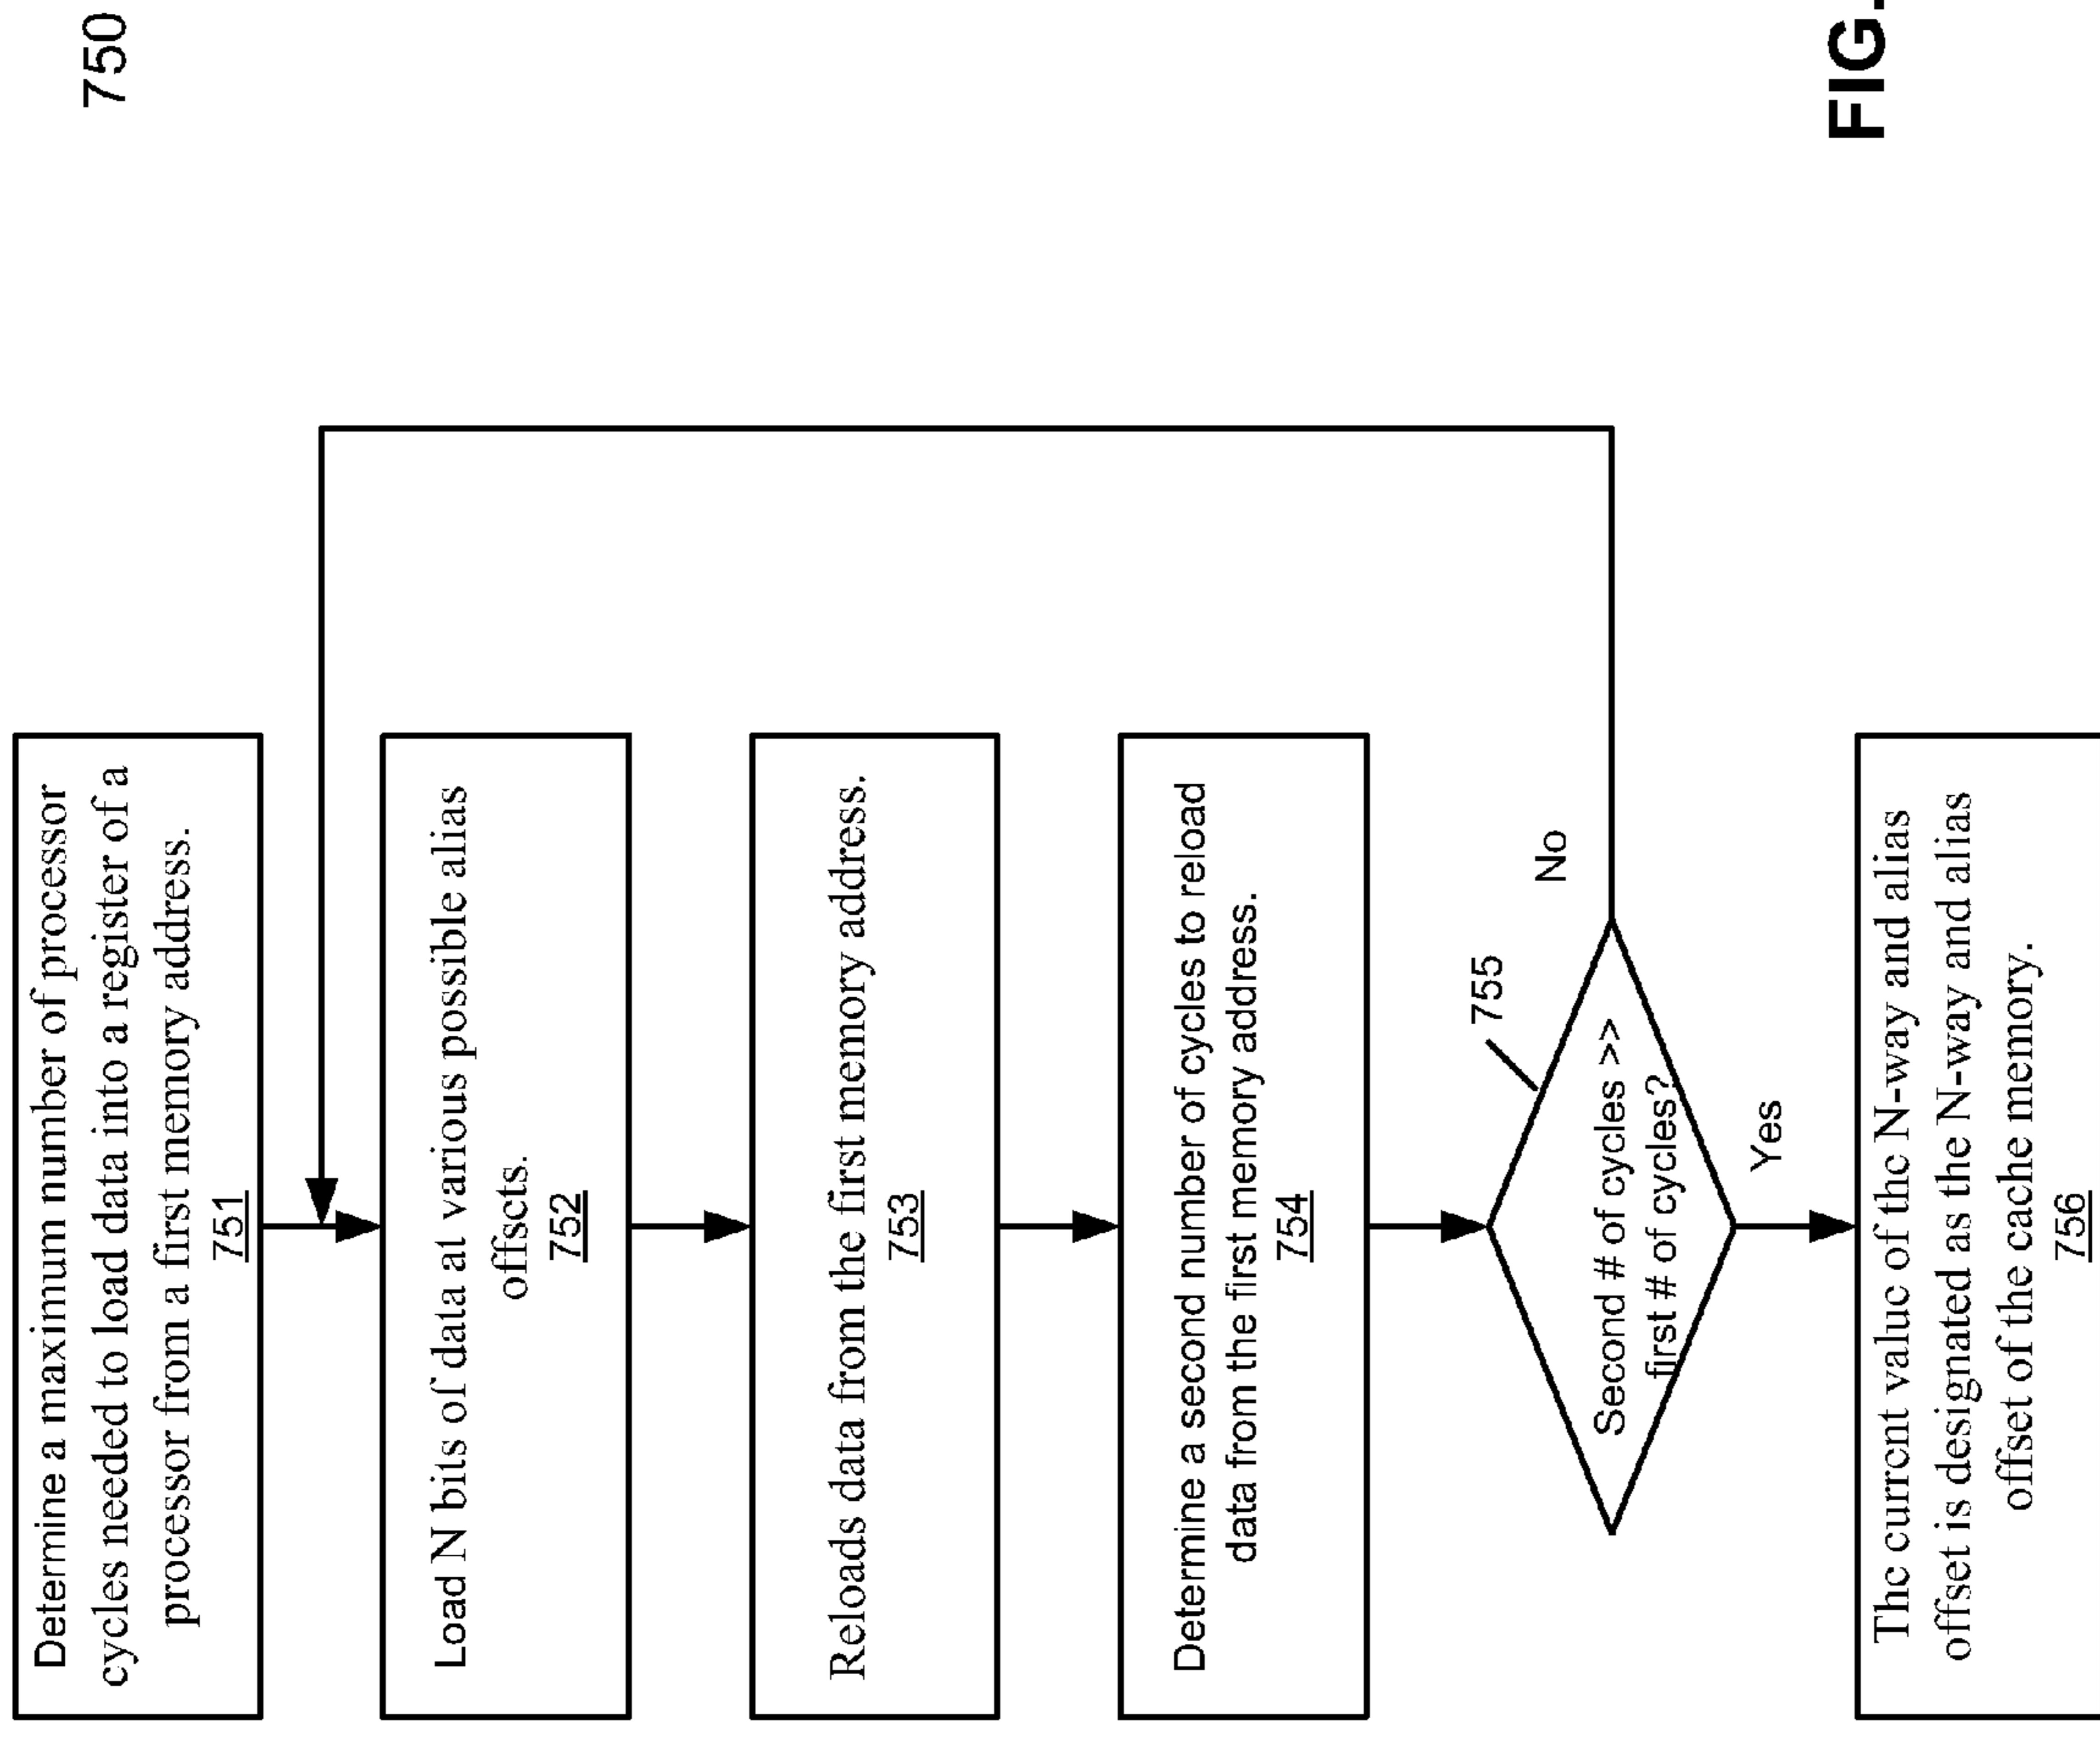 750
Determine a maximum number of processor
cycles needed to load data into a register of a
processor from a first memory address.
751
Load N bits of data at various possible alias
offsets.
752
Reloads data from the first memory address.
753
Determine a second number of cycles to reload
data from the first memory address.
754
755
Second # of cycles >>
first # of cycles?
No
Yes
The current value of the N-way and alias
offset is designated as the N-way and alias
offset of the cache memory.
756
FIG.